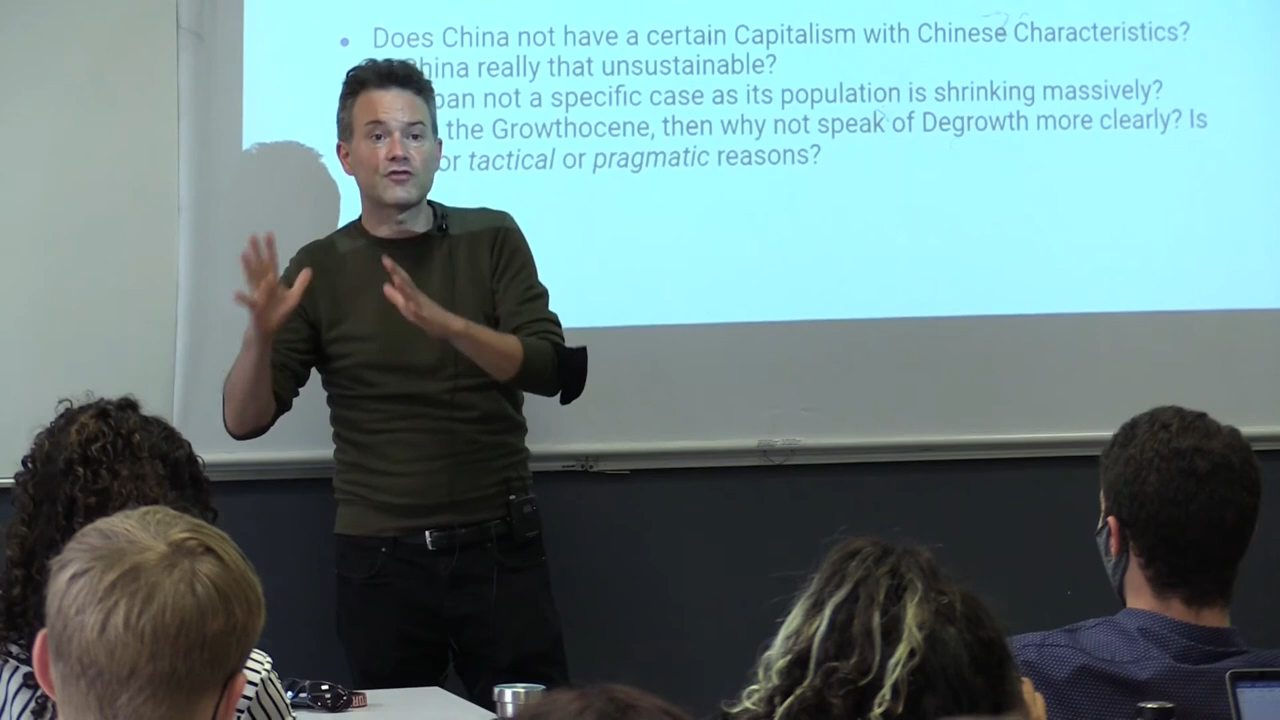 Does China not have a certain Capitalism with Chinese Characteristics?
China really that unsustainable?
not a specific case as its population is shrinking massively?
the Growthocene, then why not speak of Degrowth more clearly? Is
or tactical or pragmatic reasons?